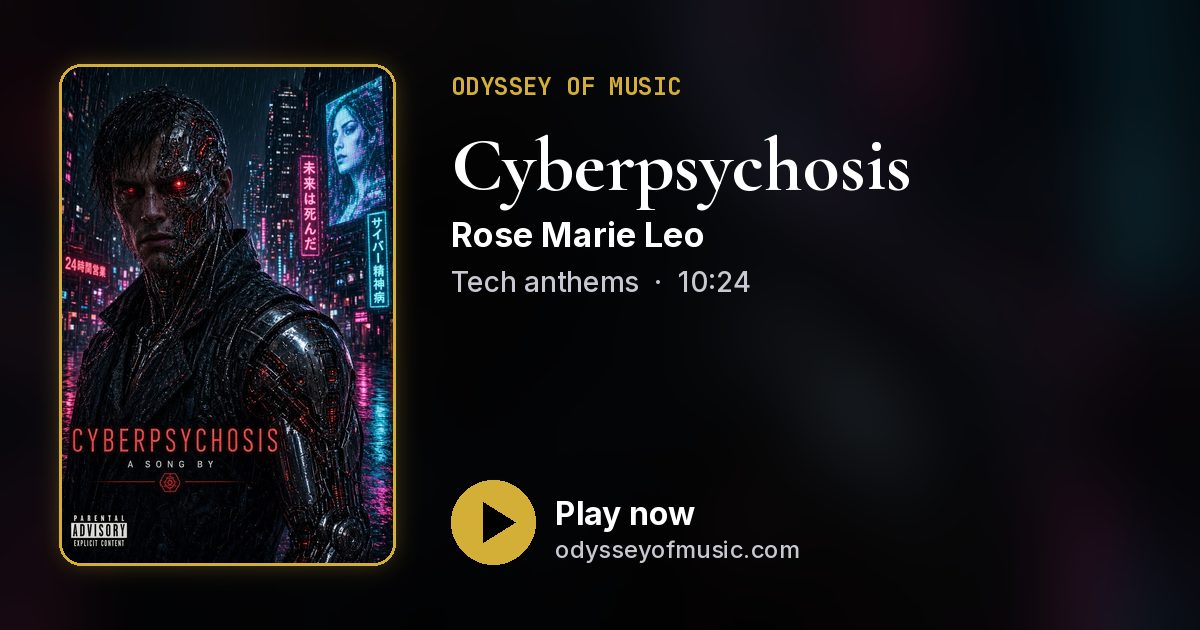 ODYSSEY OF MUSIC
Cyberpsychosis
Rose Marie Leo
Tech anthems · 10:24
Play now
odysseyofmusic.com
未来は死んだ
サイバー精神病
24時間営業
CYBERPSYCHOSIS
A SONG BY
PARENTAL
ADVISORY
EXPLICIT CONTENT